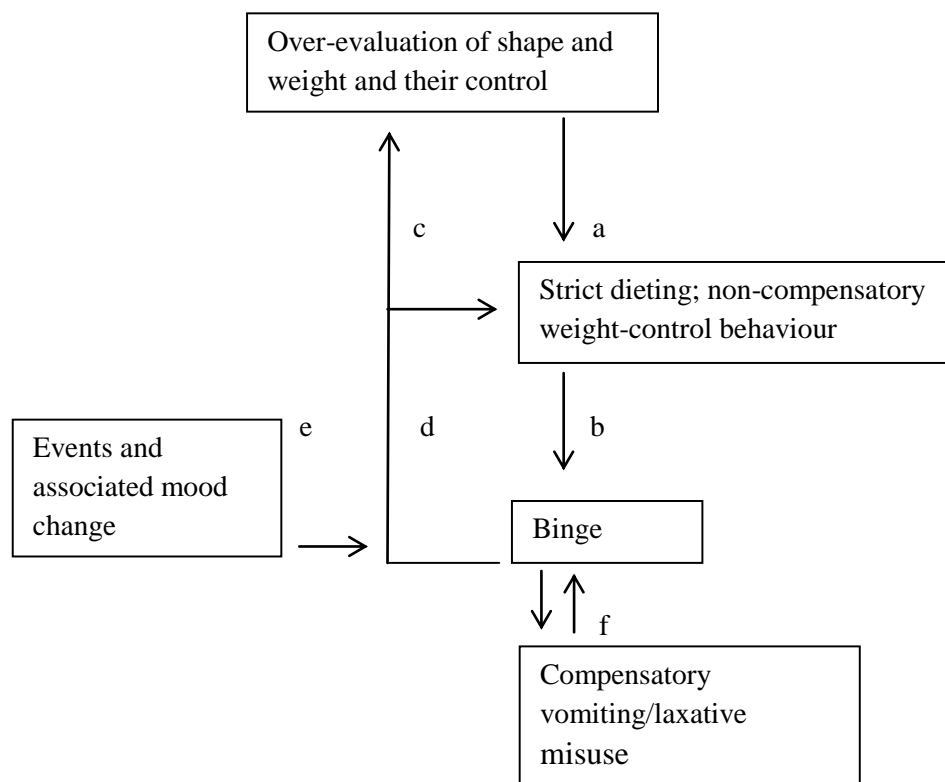 Over-evaluation of shape and
weight and their control
c
a
Strict dieting; non-compensatory
weight-control behaviour
e
d
b
Events and
associated mood
change
Binge
f
Compensatory
vomiting/laxative
misuse